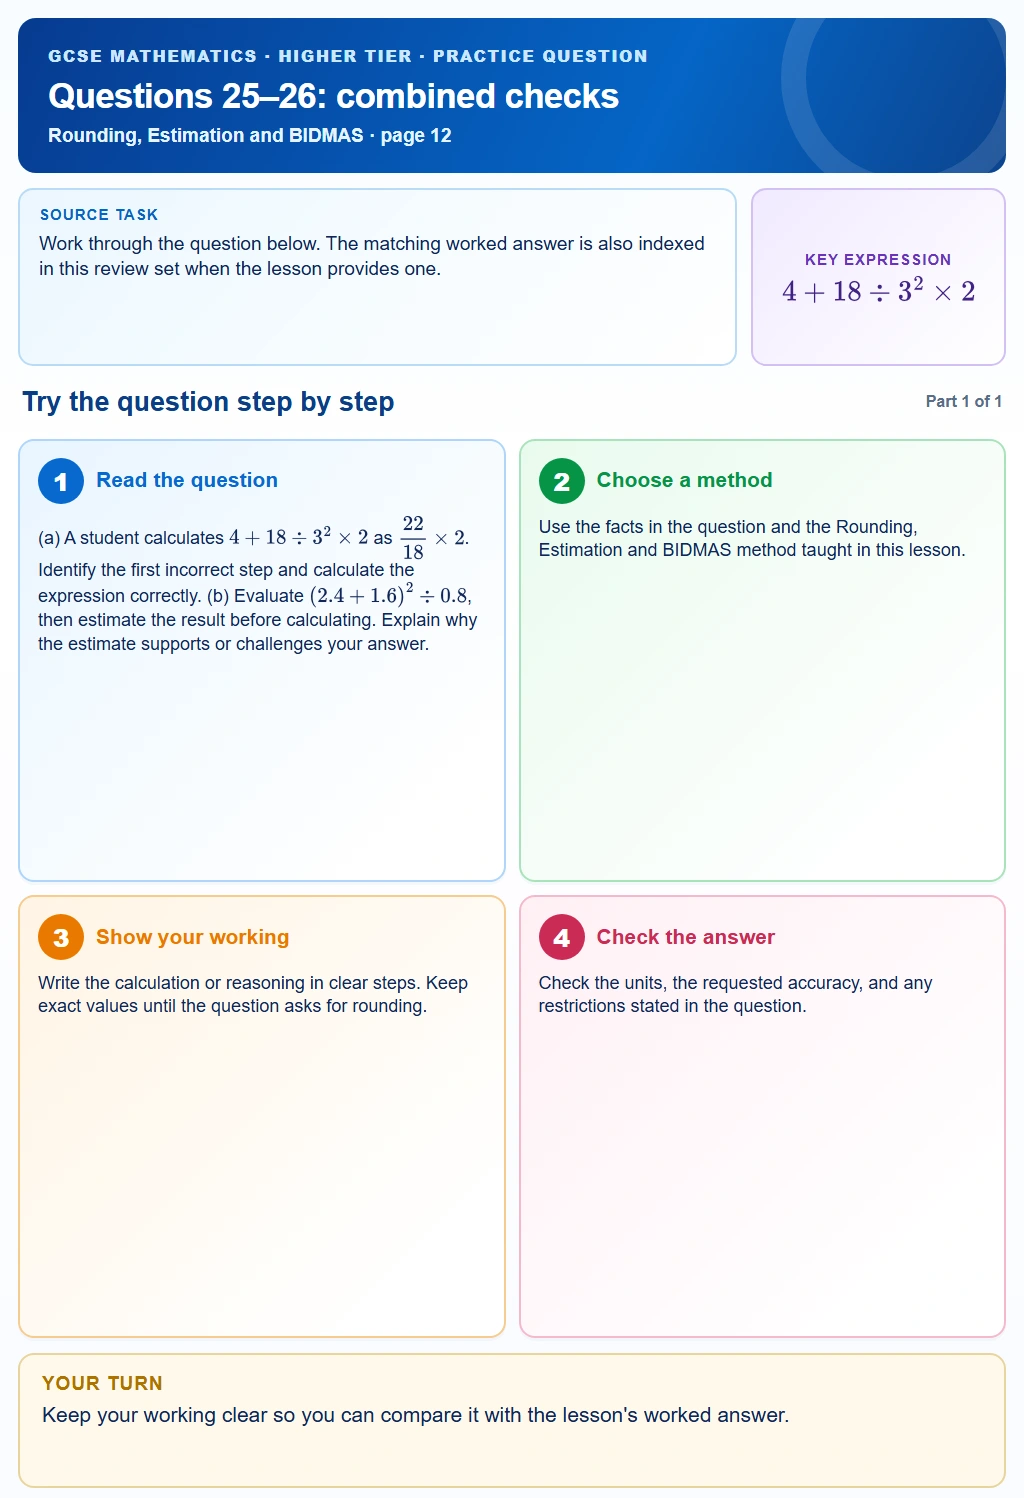 GCSE MATHEMATICS · HIGHER TIER · PRACTICE QUESTION
Questions 25–26: combined checks
Rounding, Estimation and BIDMAS · page 12
SOURCE TASK
Work through the question below. The matching worked answer is also indexed
in this review set when the lesson provides one.
KEY EXPRESSION
4 + 18 ÷ 3² × 2
Try the question step by step
Part 1 of 1
1 Read the question
(a) A student calculates 4 + 18 ÷ 3² × 2 as 22/18 × 2.
Identify the first incorrect step and calculate the
expression correctly. (b) Evaluate (2.4 + 1.6)² ÷ 0.8,
then estimate the result before calculating. Explain why
the estimate supports or challenges your answer.
2 Choose a method
Use the facts in the question and the Rounding,
Estimation and BIDMAS method taught in this lesson.
3 Show your working
Write the calculation or reasoning in clear steps. Keep
exact values until the question asks for rounding.
4 Check the answer
Check the units, the requested accuracy, and any
restrictions stated in the question.
YOUR TURN
Keep your working clear so you can compare it with the lesson's worked answer.